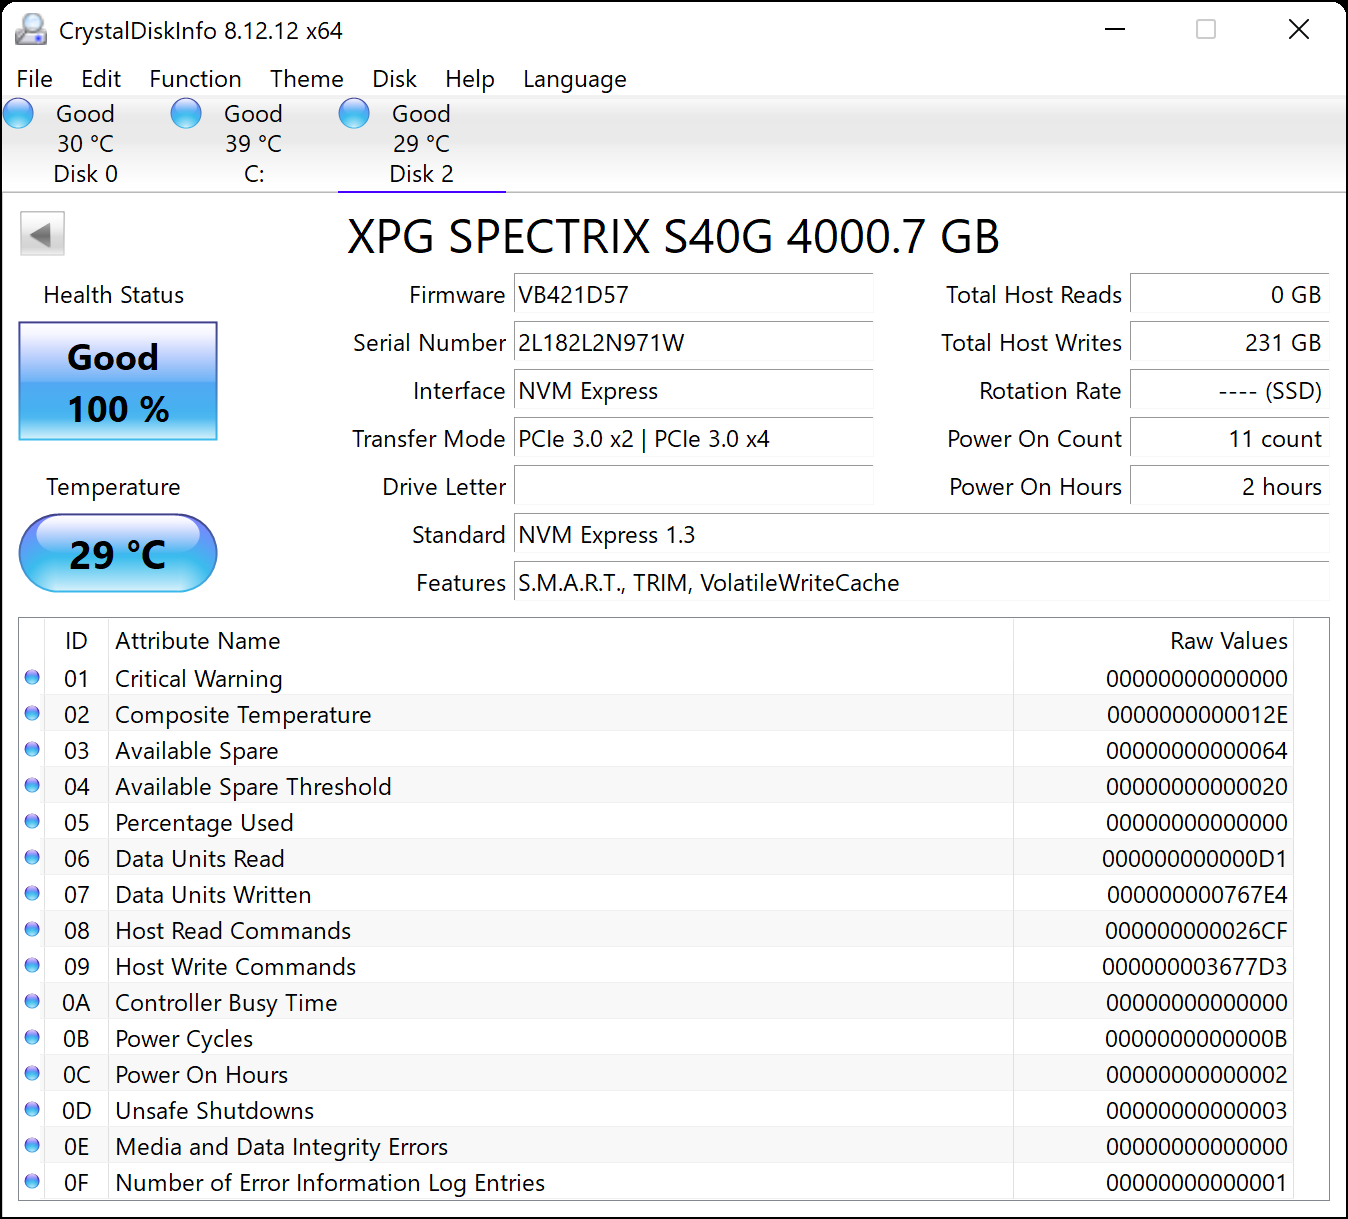 CrystalDiskInfo 8.12.12 x64
File Edit Function Theme Disk Help Language
Good Good Good
30 °C 39 °C 29 °C
Disk 0 C: Disk 2
XPG SPECTRIX S40G 4000.7 GB
Health Status
Good
100 %
Temperature
29 °C
Firmware VB421D57
Serial Number 2L182L2N971W
Interface NVM Express
Transfer Mode PCIe 3.0 x2 | PCIe 3.0 x4
Drive Letter
Total Host Reads 0 GB
Total Host Writes 231 GB
Rotation Rate ---- (SSD)
Power On Count 11 count
Power On Hours 2 hours
Standard NVM Express 1.3
Features S.M.A.R.T., TRIM, VolatileWriteCache
ID Attribute Name Raw Values
01 Critical Warning 00000000000000
02 Composite Temperature 0000000000012E
03 Available Spare 00000000000064
04 Available Spare Threshold 00000000000020
05 Percentage Used 00000000000000
06 Data Units Read 000000000000D1
07 Data Units Written 000000000767E4
08 Host Read Commands 000000000026CF
09 Host Write Commands 000000003677D3
0A Controller Busy Time 00000000000000
0B Power Cycles 0000000000000B
0C Power On Hours 00000000000002
0D Unsafe Shutdowns 00000000000003
0E Media and Data Integrity Errors 00000000000000
0F Number of Error Information Log Entries 00000000000001